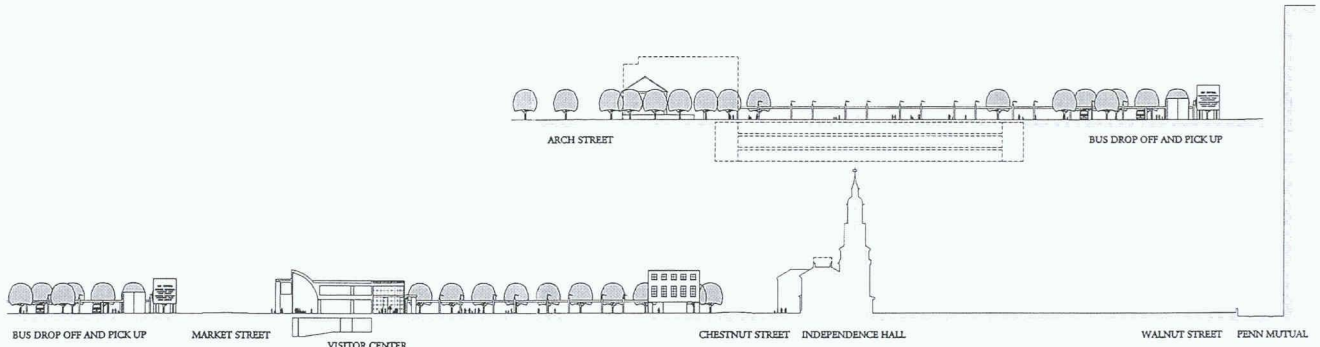 ARCH STREET
BUS DROP OFF AND PICK UP
BUS DROP OFF AND PICK UP
MARKET STREET
VISITOR CENTER
CHESTNUT STREET
INDEPENDENCE HALL
WALNUT STREET
PENN MUTUAL